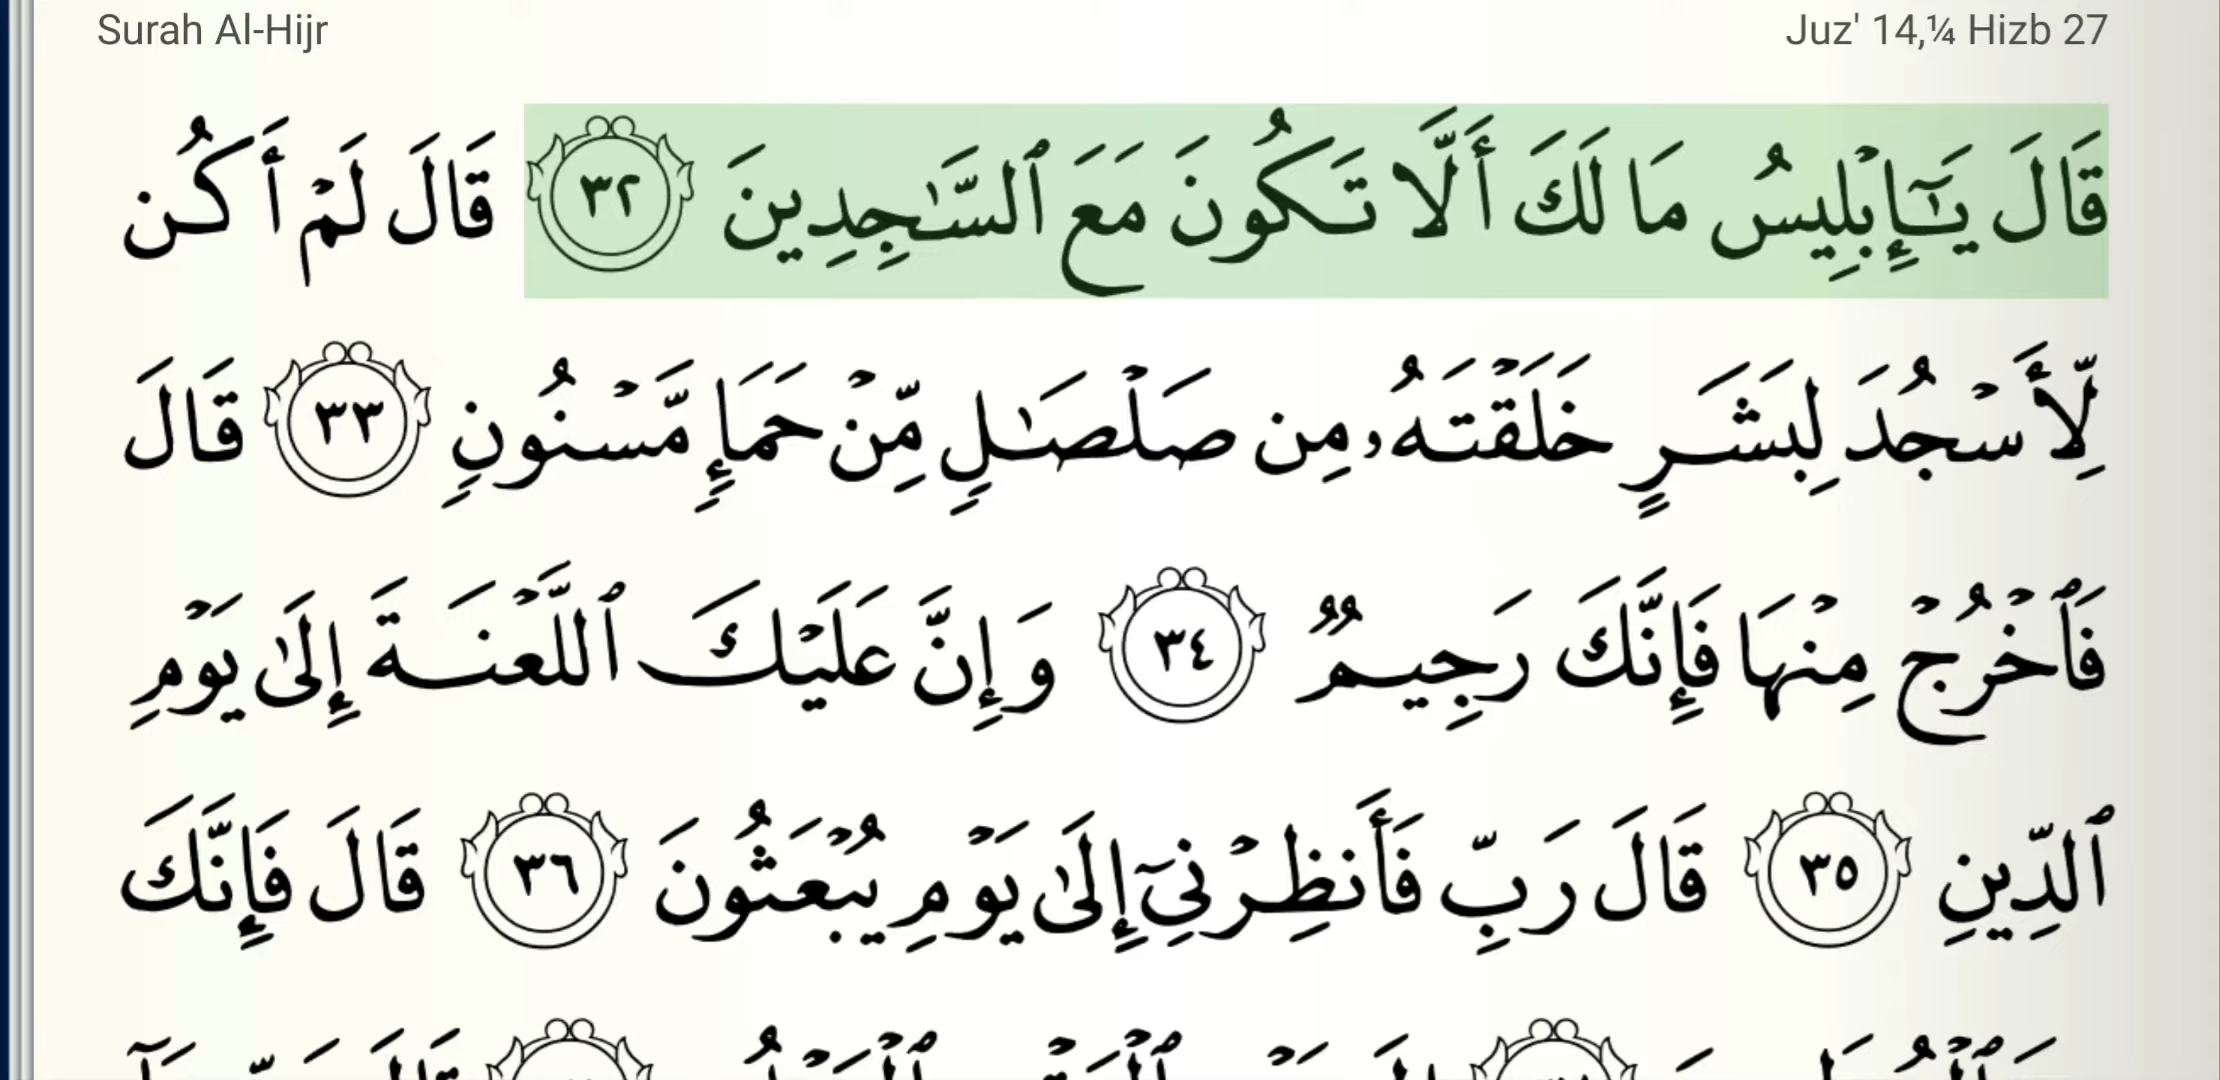 Surah Al-Hijr
Juz' 14,¼ Hizb 27
قَالَ يَـٰٓإِبْلِيسُ مَا لَكَ أَلَّا تَكُونَ مَعَ ٱلسَّـٰجِدِينَ ٣٢ قَالَ لَمْ أَكُن
لِّأَسْجُدَ لِبَشَرٍ خَلَقْتَهُۥ مِن صَلْصَـٰلٍ مِّنْ حَمَإٍ مَّسْنُونٍ ٣٣ قَالَ
فَٱخْرُجْ مِنْهَا فَإِنَّكَ رَجِيمٌ ٣٤ وَإِنَّ عَلَيْكَ ٱللَّعْنَةَ إِلَىٰ يَوْمِ
ٱلدِّينِ ٣٥ قَالَ رَبِّ فَأَنظِرْنِىٓ إِلَىٰ يَوْمِ يُبْعَثُونَ ٣٦ قَالَ فَإِنَّكَ